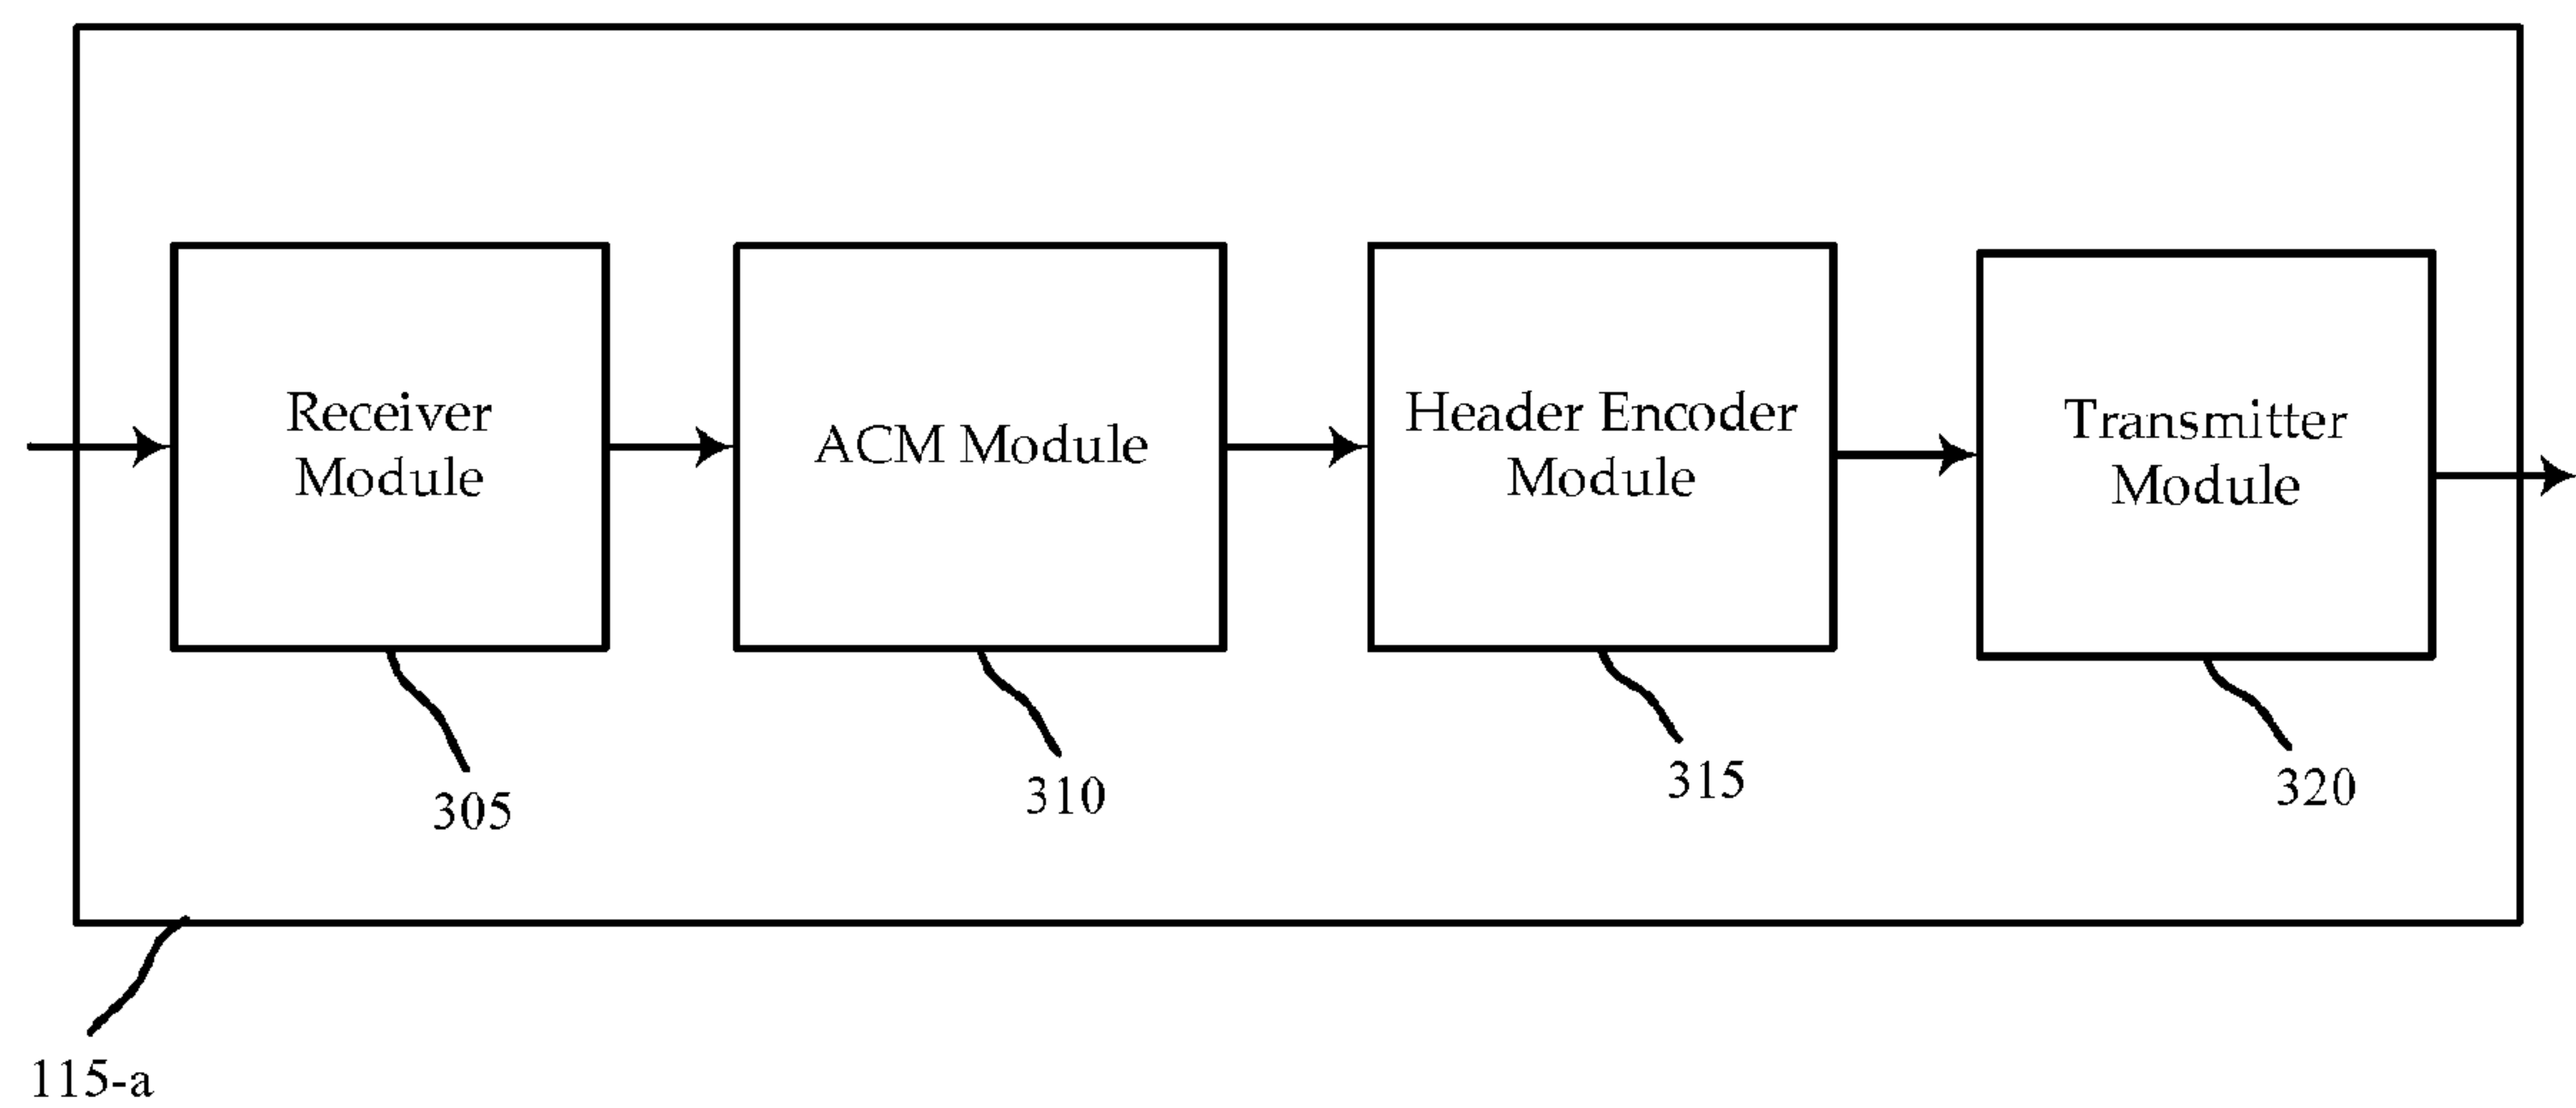 Receiver
Module
ACM Module
Header Encoder
Module
Transmitter
Module
305
310
315
320
115-a